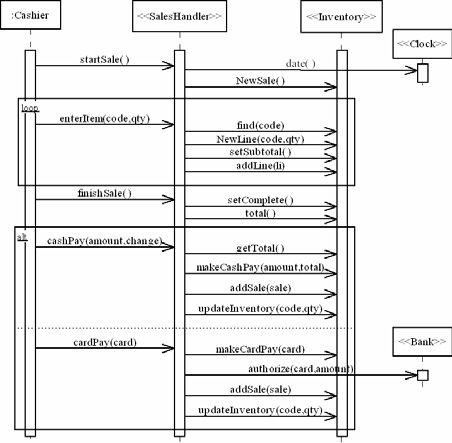 :Cashier
<<SalesHandler>>
<<Inventory>>
<<Clock>>
startSale( )
date( )
NewSale( )
loop
enterItem(code,qty)
find(code)
NewLine(code,qty)
setSubtotal( )
addLine(li)
finishSale( )
setComplete( )
total( )
alt
cashPay(amount,change)
getTotal( )
makeCashPay(amount,total)
addSale(sale)
updateInventory(code,qty)
<<Bank>>
cardPay(card)
makeCardPay(card)
authorize(card,amount)
addSale(sale)
updateInventory(code,qty)